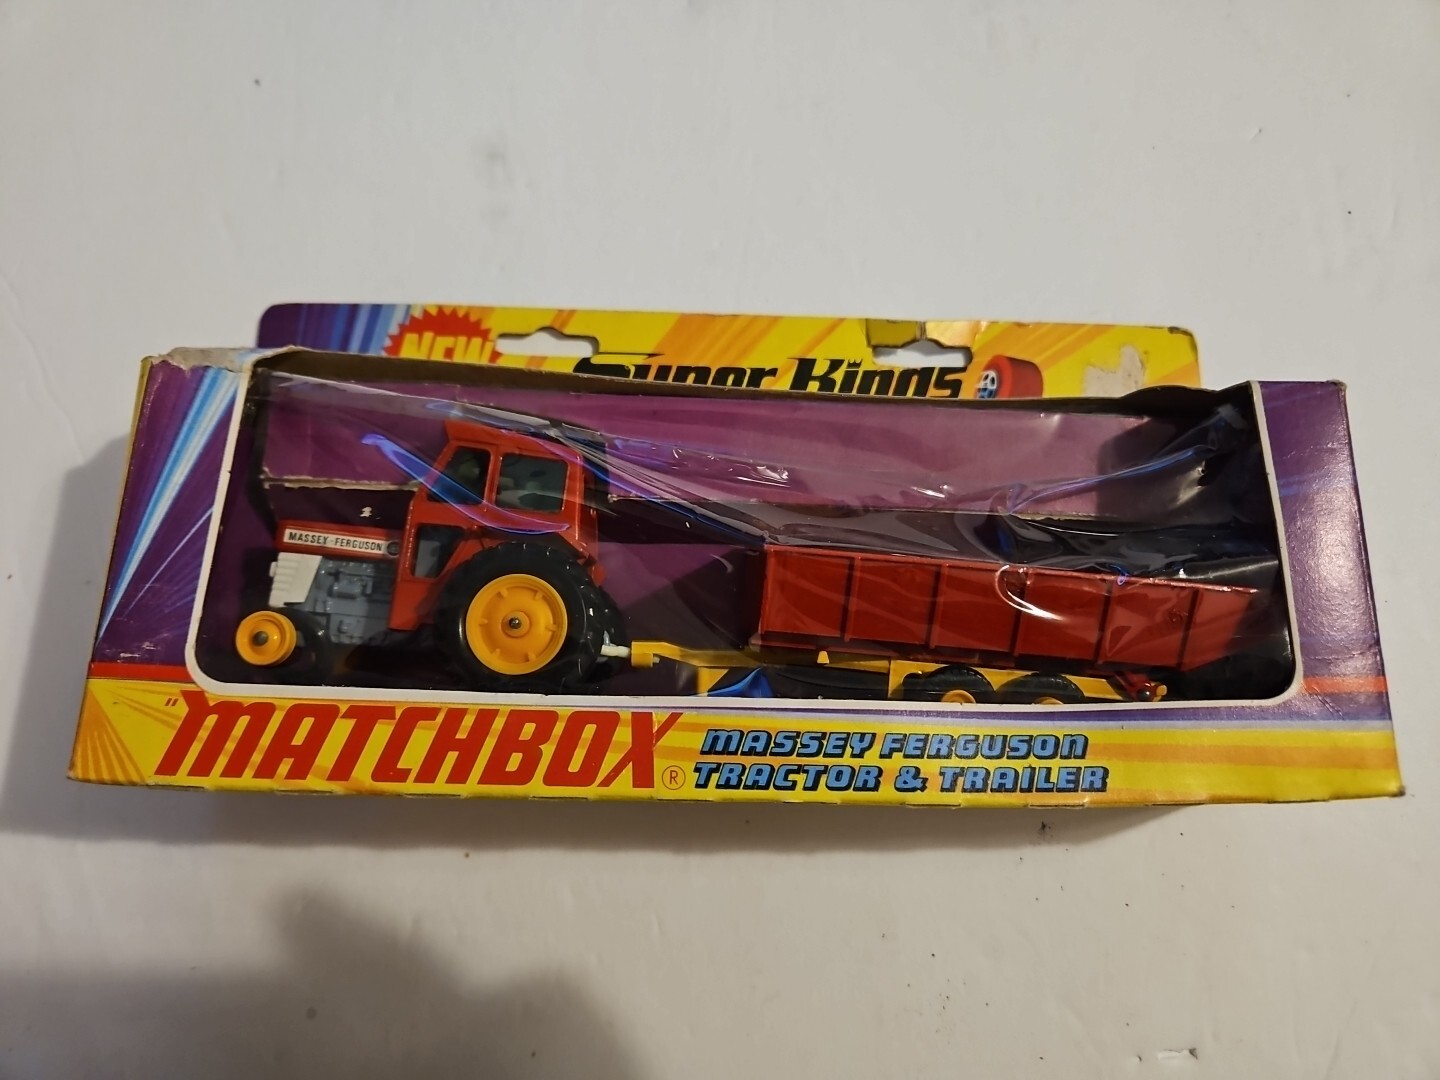 NEW
Super Kings
MASSEY-FERGUSON
"MATCHBOX®
MASSEY FERGUSON
TRACTOR & TRAILER